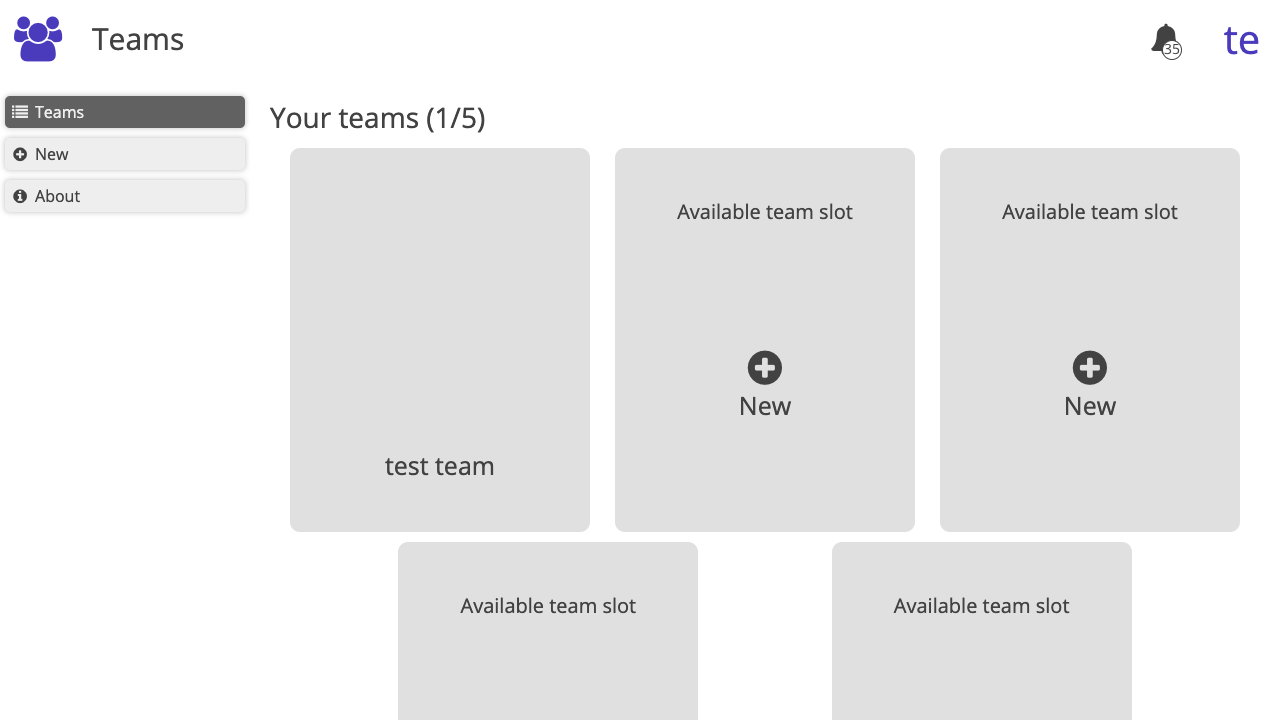 Teams
35
te
Teams
New
About
Your teams (1/5)
test team
Available team slot
New
Available team slot
New
Available team slot
Available team slot